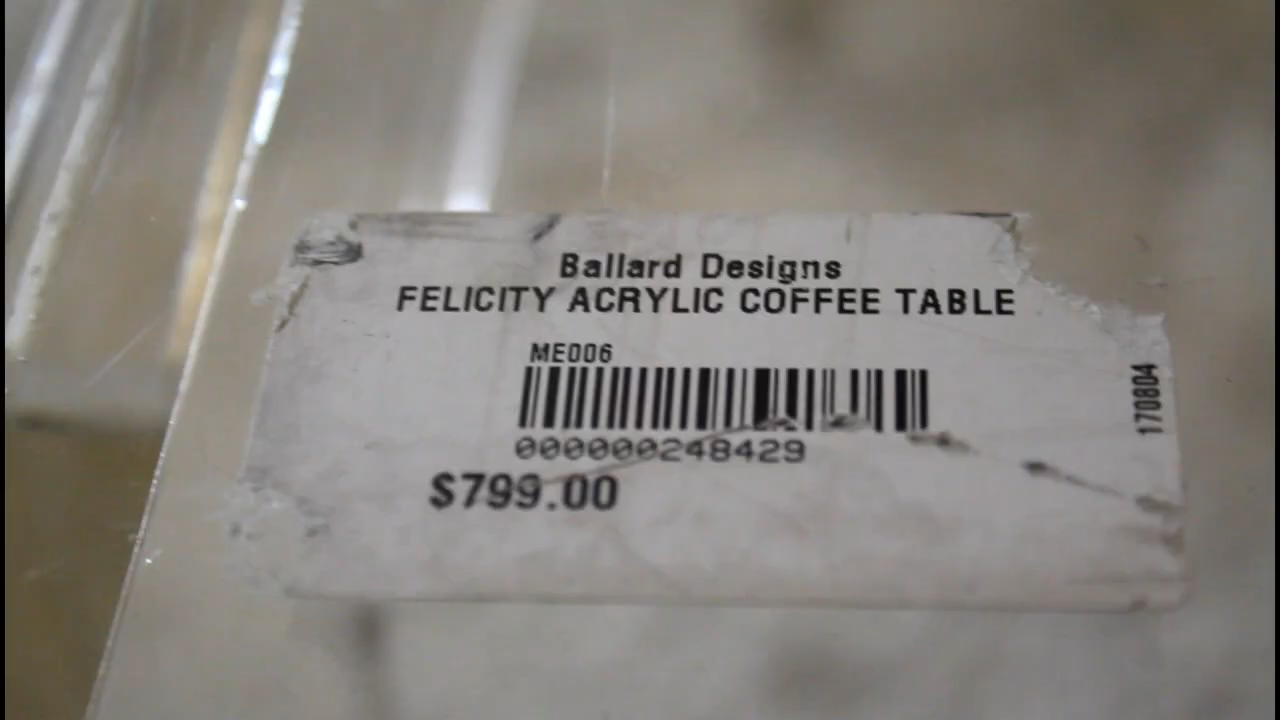 Ballard Designs
FELICITY ACRYLIC COFFEE TABLE
ME006
000000248429
$799.00
170804